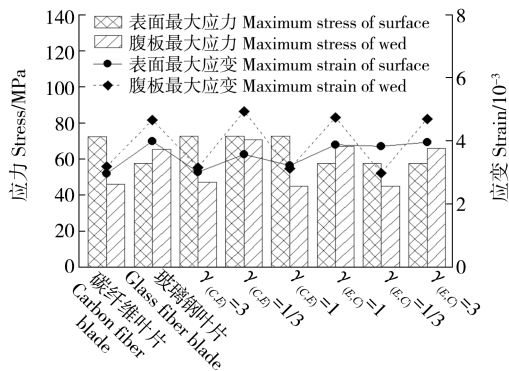 140
120
100
80
60
40
20
0
应力 Stress/MPa
表面最大应力 Maximum stress of surface
腹板最大应力 Maximum stress of wed
表面最大应变 Maximum strain of surface
腹板最大应变 Maximum strain of wed
8
6
4
2
0
应变 Strain/10⁻³
碳纤维叶片
Carbon fiber
blade
玻璃钢叶片
Glass fiber blade
γ(C,E)=3
γ(C,E)=1/3
γ(C,E)=1
γ(E,C)=1
γ(E,C)=1/3
γ(E,C)=3